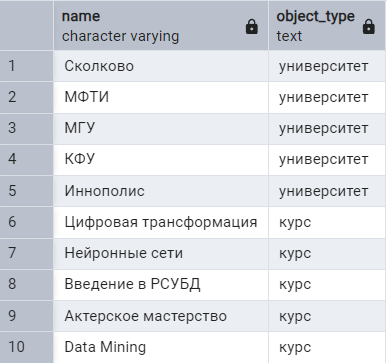 name object_type
character varying text
1 Сколково университет
2 МФТИ университет
3 МГУ университет
4 КФУ университет
5 Иннополис университет
6 Цифровая трансформация курс
7 Нейронные сети курс
8 Введение в РСУБД курс
9 Актерское мастерство курс
10 Data Mining курс